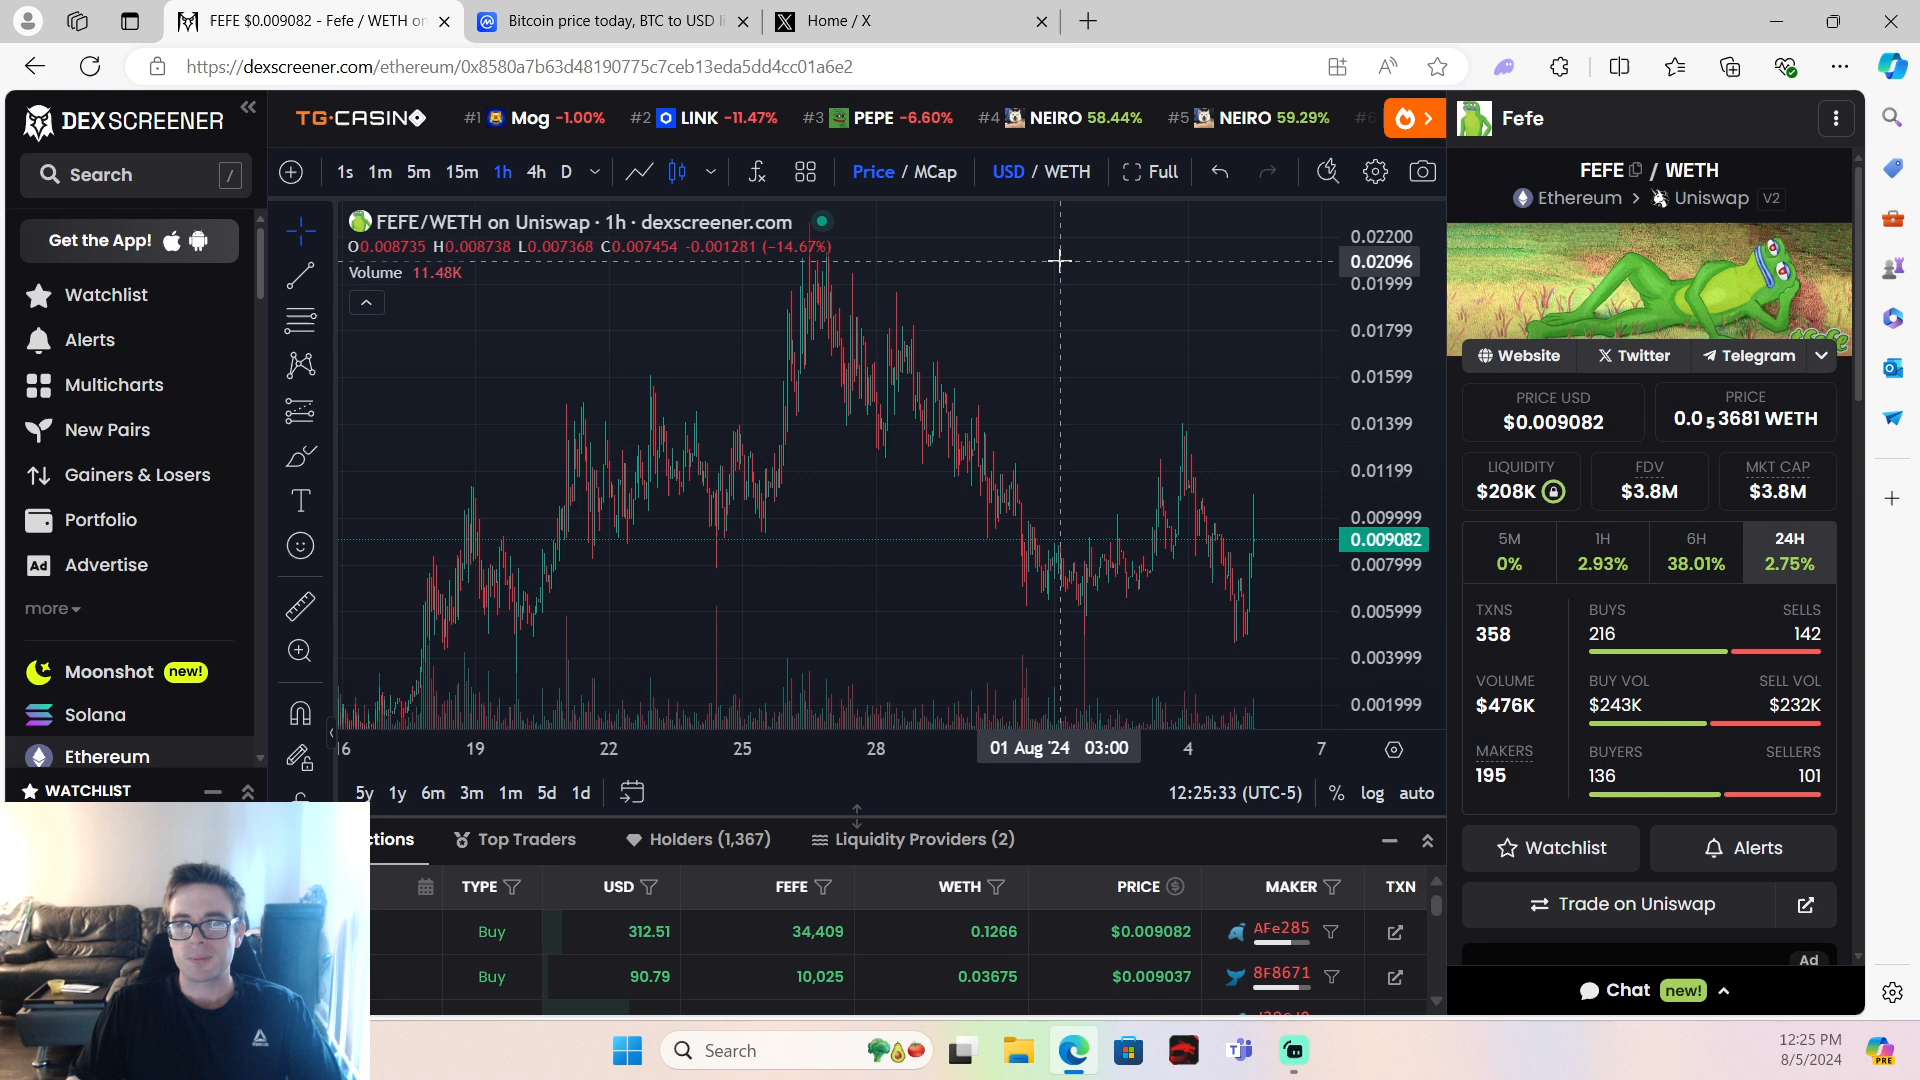 FEFE $0.009082 - Fefe / WETH on
Bitcoin price today, BTC to USD li
Home / X
https://dexscreener.com/ethereum/0x8580a7b63d48190775c7ceb13eda5dd4cc01a6e2
DEXSCREENER
TG·CASINO
#1 Mog -1.00%
#2 LINK -11.47%
#3 PEPE -6.60%
#4 NEIRO 58.44%
#5 NEIRO 59.29%
#6
Fefe
Search /
1s 1m 5m 15m 1h 4h D
Price / MCap
USD / WETH
Full
Get the App!
Watchlist
Alerts
Multicharts
New Pairs
Gainers & Losers
Portfolio
Ad Advertise
more
Moonshot new!
Solana
Ethereum
WATCHLIST
FEFE/WETH on Uniswap · 1h · dexscreener.com
O0.008735 H0.008738 L0.007368 C0.007454 -0.001281 (-14.67%)
Volume 11.48K
0.02200
0.02096
0.01999
0.01799
0.01599
0.01399
0.01199
0.009999
0.009082
0.007999
0.005999
0.003999
0.001999
16 19 22 25 28 01 Aug '24 03:00 4 7
5y 1y 6m 3m 1m 5d 1d
12:25:33 (UTC-5) % log auto
ctions
Top Traders
Holders (1,367)
Liquidity Providers (2)
TYPE USD FEFE WETH PRICE MAKER TXN
Buy 312.51 34,409 0.1266 $0.009082 AFe285
Buy 90.79 10,025 0.03675 $0.009037 8F8671
FEFE / WETH
Ethereum > Uniswap V2
Fefe
Website
Twitter
Telegram
PRICE USD
$0.009082
PRICE
0.0₅3681 WETH
LIQUIDITY
$208K
FDV
$3.8M
MKT CAP
$3.8M
5M
0%
1H
2.93%
6H
38.01%
24H
2.75%
TXNS
358
BUYS
216
SELLS
142
VOLUME
$476K
BUY VOL
$243K
SELL VOL
$232K
MAKERS
195
BUYERS
136
SELLERS
101
Watchlist
Alerts
Trade on Uniswap
Ad
Chat new!
Search
12:25 PM
8/5/2024
PRE